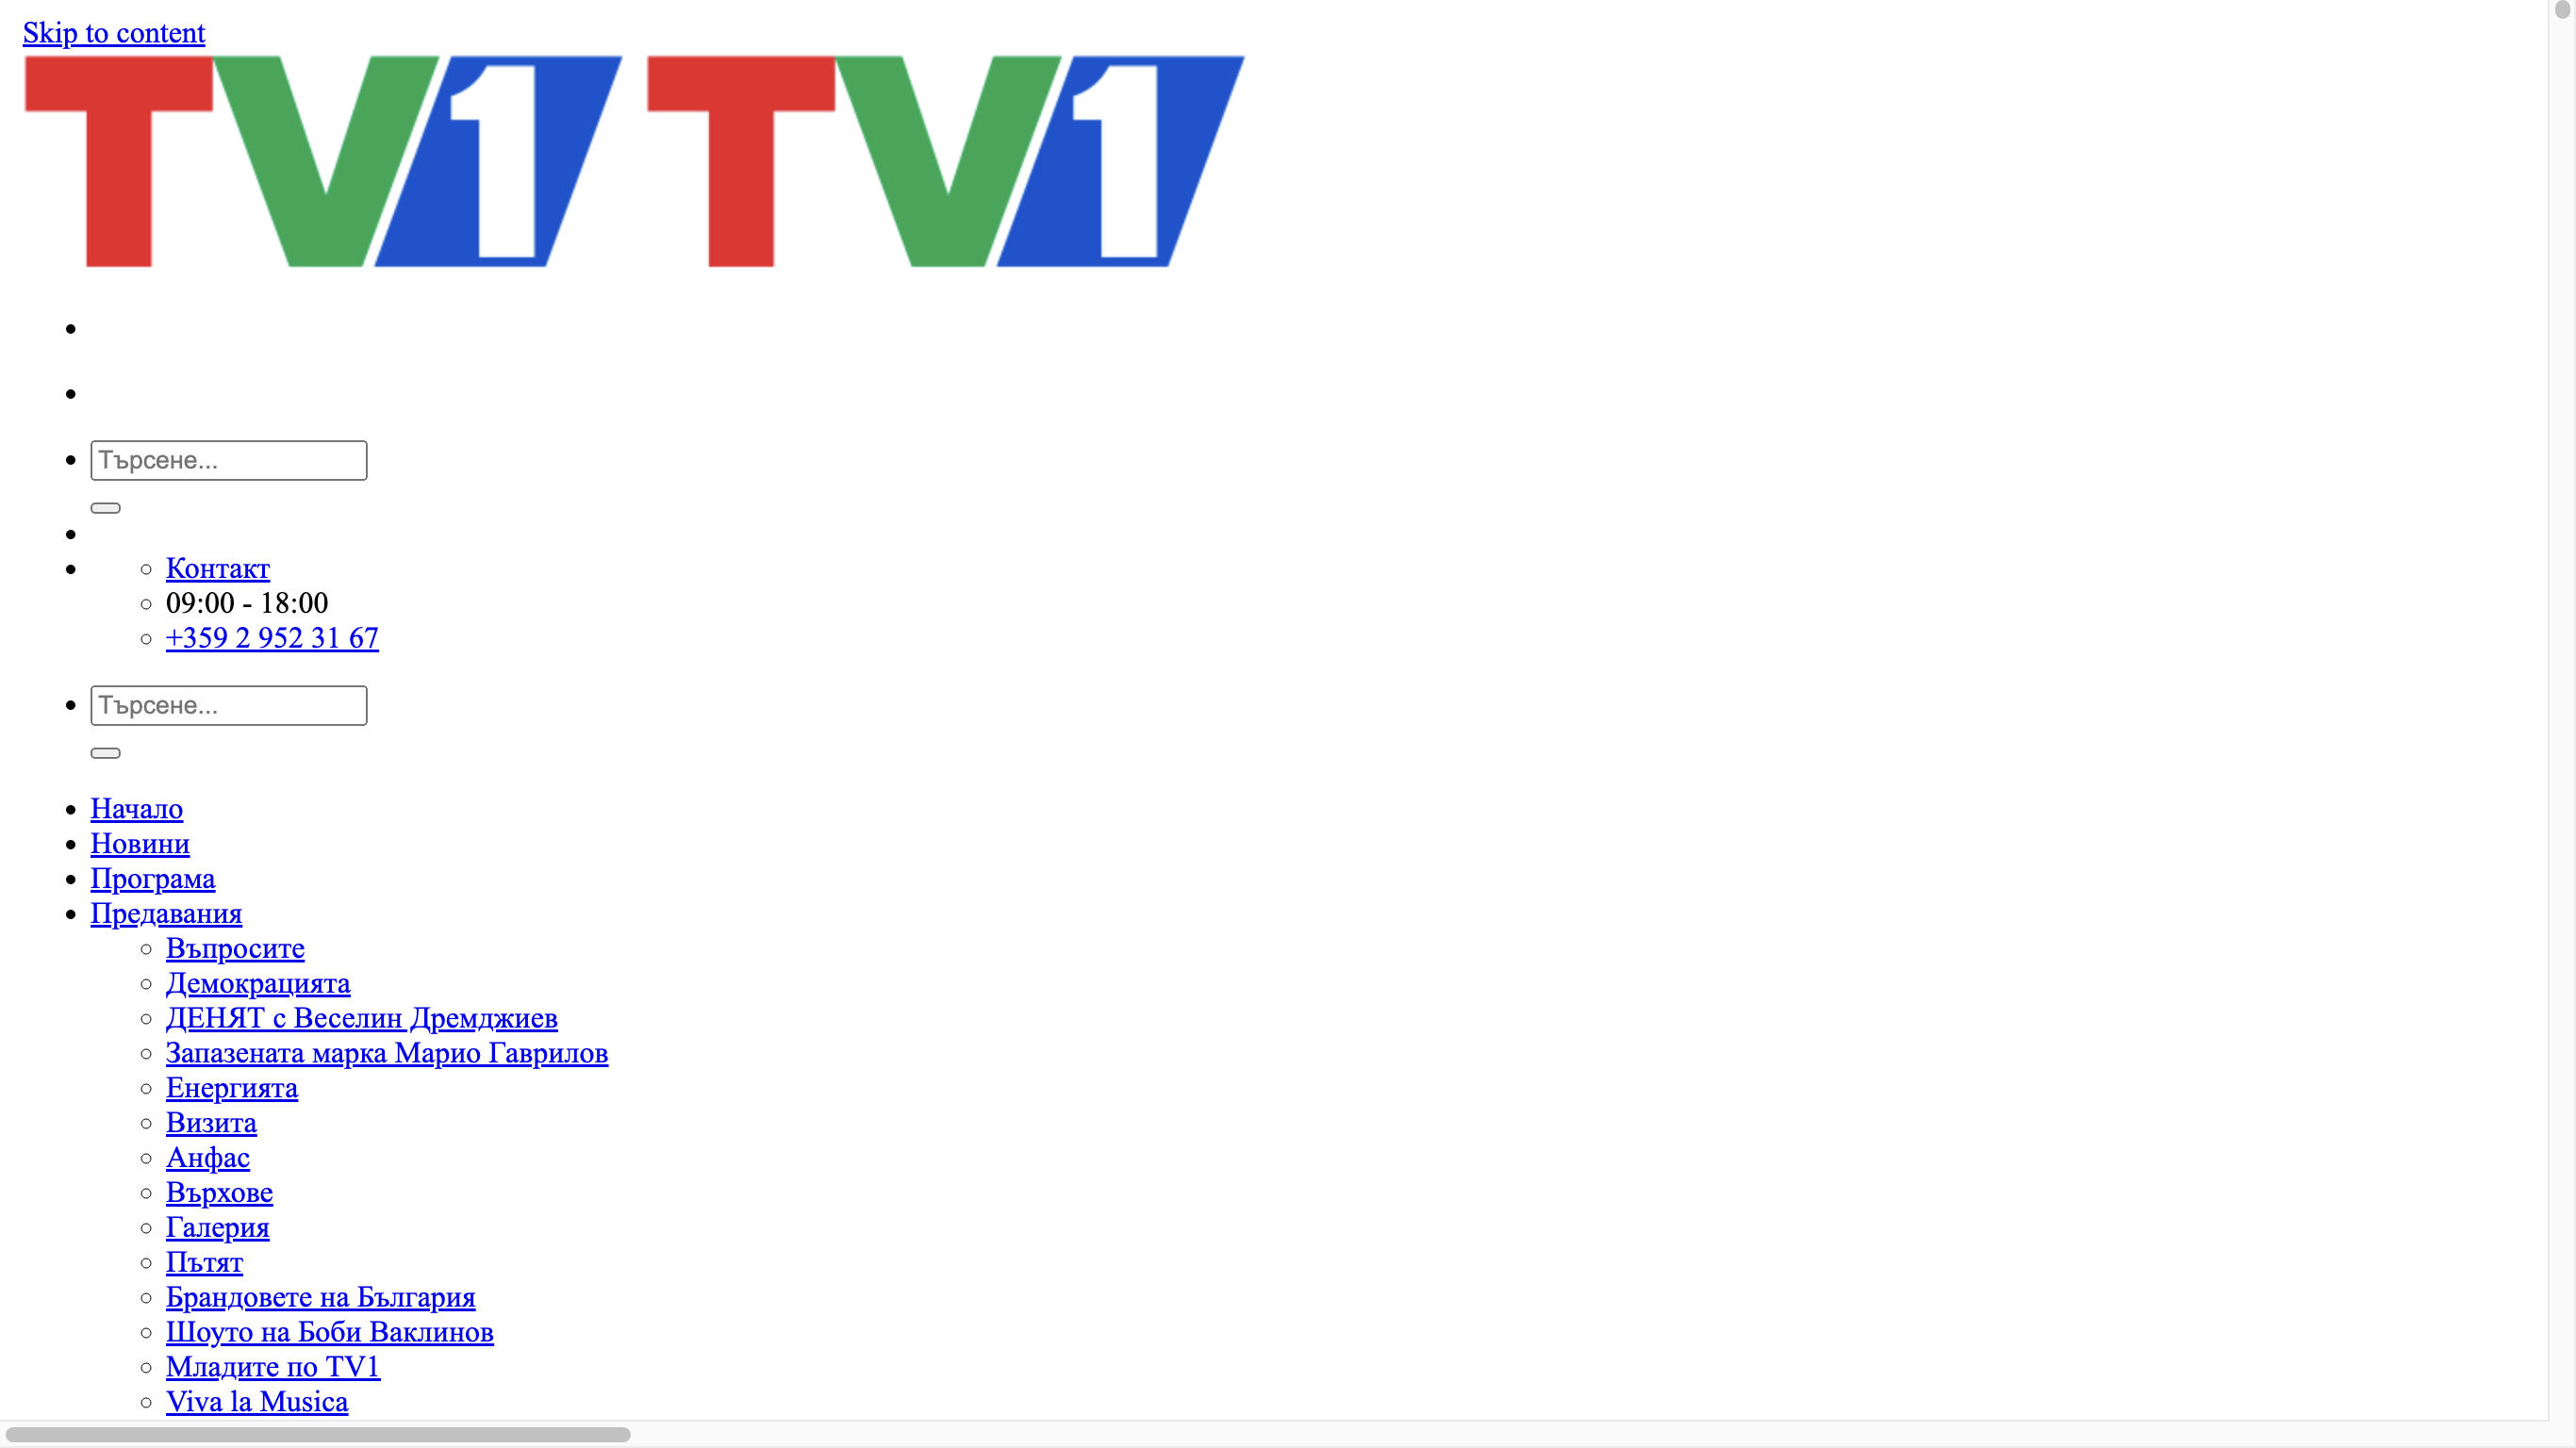 Skip to content
TV1 TV1
Търсене...
Контакт
09:00 - 18:00
+359 2 952 31 67
Търсене...
Начало
Новини
Програма
Предавания
Въпросите
Демокрацията
ДЕНЯТ с Веселин Дремджиев
Запазената марка Марио Гаврилов
Енергията
Визита
Анфас
Върхове
Галерия
Пътят
Брандовете на България
Шоуто на Боби Ваклинов
Младите по TV1
Viva la Musica